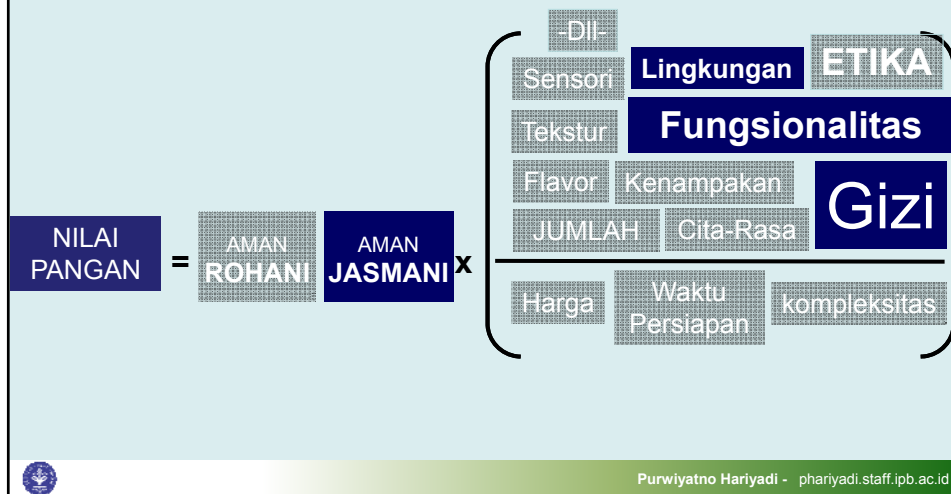 -Dll-
Sensori Lingkungan ETIKA
Tekstur Fungsionalitas
Flavor Kenampakan Gizi
JUMLAH Cita-Rasa
NILAI
PANGAN
=
AMAN
ROHANI
AMAN
JASMANI
x
Harga
Waktu
Persiapan
kompleksitas
Purwiyatno Hariyadi - phariyadi.staff.ipb.ac.id